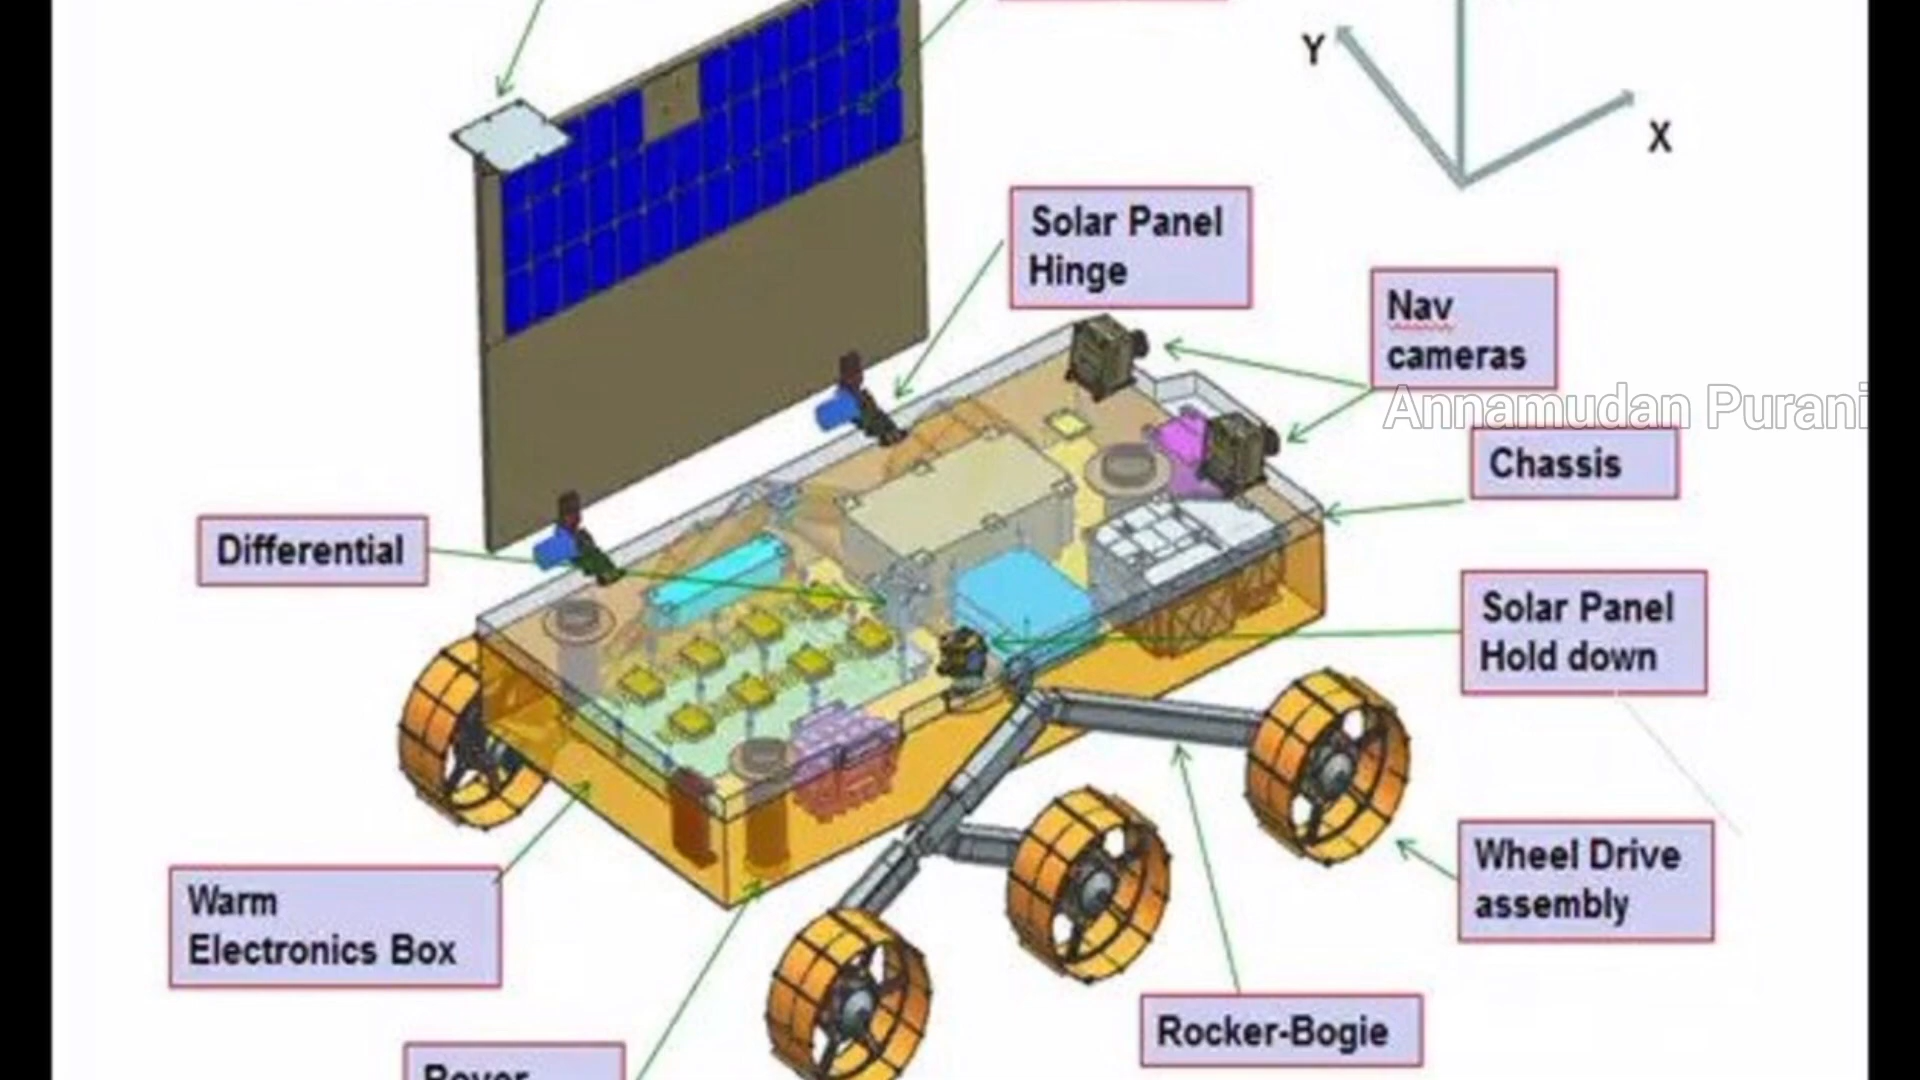 Y
X
Solar Panel
Hinge
Nav
cameras
Annamudan Purani
Chassis
Differential
Solar Panel
Hold down
Wheel Drive
assembly
Warm
Electronics Box
Rocker-Bogie
Rover